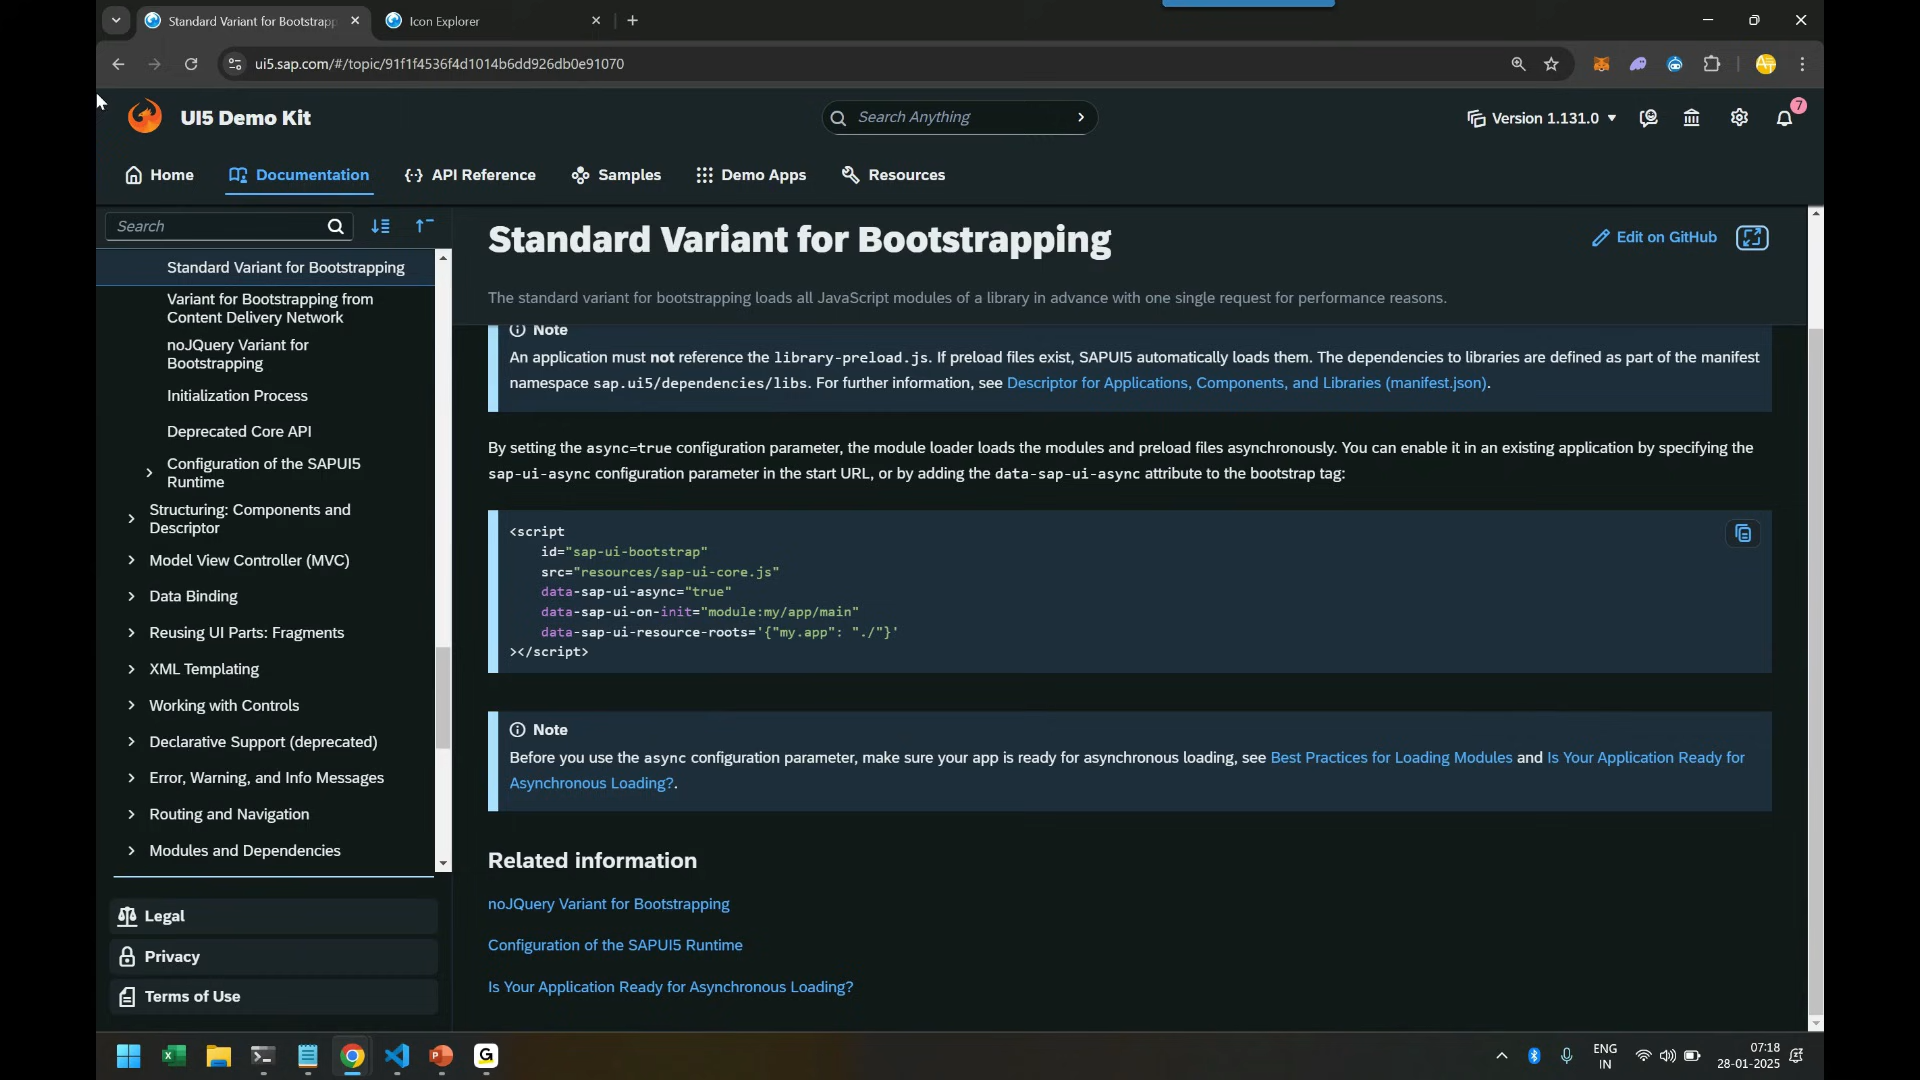 Standard Variant for Bootstrapp
Icon Explorer
ui5.sap.com/#/topic/91f1f4536f4d1014b6dd926db0e91070
UI5 Demo Kit
Search Anything
Version 1.131.0
7
Home
Documentation
API Reference
Samples
Demo Apps
Resources
Search
Standard Variant for Bootstrapping
Variant for Bootstrapping from
Content Delivery Network
noJQuery Variant for
Bootstrapping
Initialization Process
Deprecated Core API
Configuration of the SAPUI5
Runtime
Structuring: Components and
Descriptor
Model View Controller (MVC)
Data Binding
Reusing UI Parts: Fragments
XML Templating
Working with Controls
Declarative Support (deprecated)
Error, Warning, and Info Messages
Routing and Navigation
Modules and Dependencies
Legal
Privacy
Terms of Use
Standard Variant for Bootstrapping
Edit on GitHub
The standard variant for bootstrapping loads all JavaScript modules of a library in advance with one single request for performance reasons.
Note
An application must not reference the library-preload.js. If preload files exist, SAPUI5 automatically loads them. The dependencies to libraries are defined as part of the manifest
namespace sap.ui5/dependencies/libs. For further information, see Descriptor for Applications, Components, and Libraries (manifest.json).
By setting the async=true configuration parameter, the module loader loads the modules and preload files asynchronously. You can enable it in an existing application by specifying the
sap-ui-async configuration parameter in the start URL, or by adding the data-sap-ui-async attribute to the bootstrap tag:
<script
id="sap-ui-bootstrap"
src="resources/sap-ui-core.js"
data-sap-ui-async="true"
data-sap-ui-on-init="module:my/app/main"
data-sap-ui-resource-roots='{"my.app": "./"}'
></script>
Note
Before you use the async configuration parameter, make sure your app is ready for asynchronous loading, see Best Practices for Loading Modules and Is Your Application Ready for
Asynchronous Loading?.
Related information
noJQuery Variant for Bootstrapping
Configuration of the SAPUI5 Runtime
Is Your Application Ready for Asynchronous Loading?
ENG
IN
07:18
28-01-2025